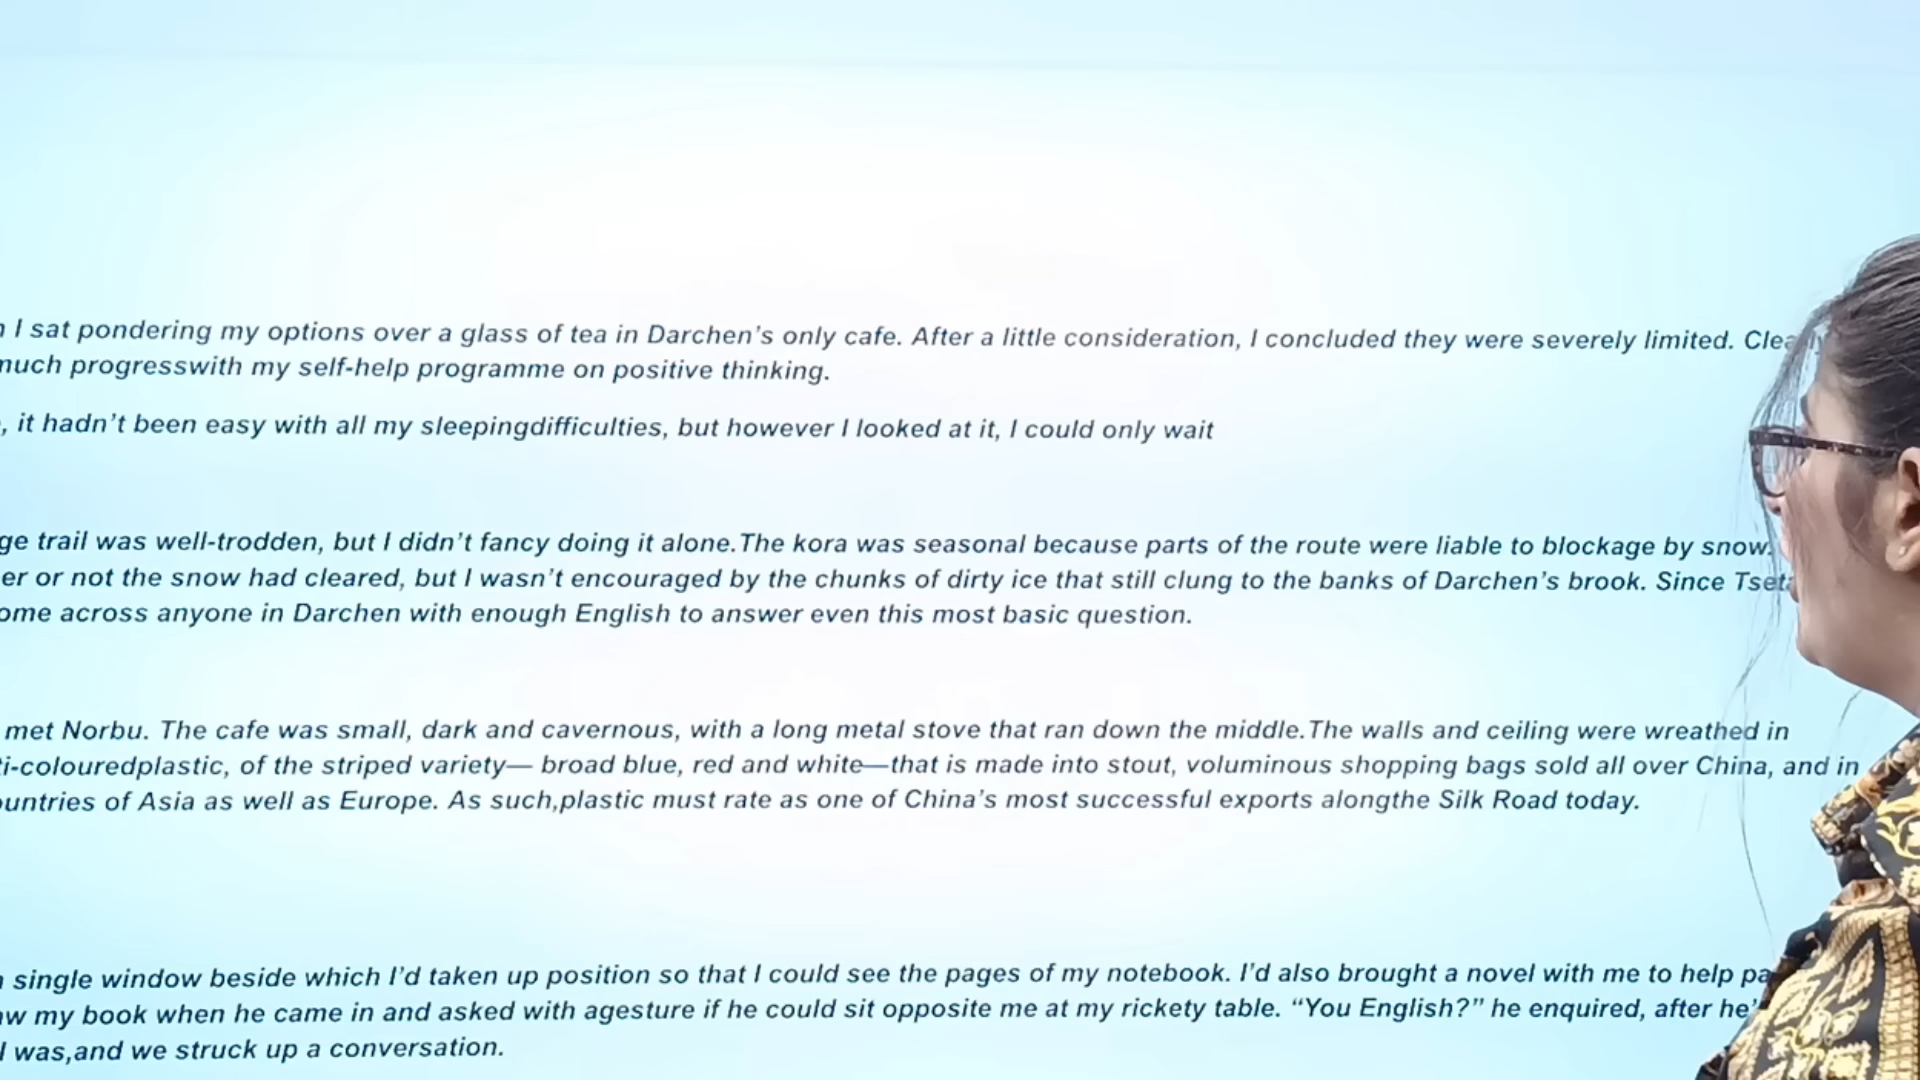 I sat pondering my options over a glass of tea in Darchen’s only cafe. After a little consideration, I concluded they were severely limited.
much progresswith my self-help programme on positive thinking.
, it hadn’t been easy with all my sleepingdifficulties, but however I looked at it, I could only wait
trail was well-trodden, but I didn’t fancy doing it alone.The kora was seasonal because parts of the route were liable to blockage by snow.
or not the snow had cleared, but I wasn’t encouraged by the chunks of dirty ice that still clung to the banks of Darchen’s brook. Since
across anyone in Darchen with enough English to answer even this most basic question.
met Norbu. The cafe was small, dark and cavernous, with a long metal stove that ran down the middle.The walls and ceiling were wreathed in
i-colouredplastic, of the striped variety— broad blue, red and white—that is made into stout, voluminous shopping bags sold all over China, and in
untries of Asia as well as Europe. As such,plastic must rate as one of China’s most successful exports alongthe Silk Road today.
single window beside which I’d taken up position so that I could see the pages of my notebook. I’d also brought a novel with me to help
my book when he came in and asked with agesture if he could sit opposite me at my rickety table. “You English?” he enquired, after
I was,and we struck up a conversation.